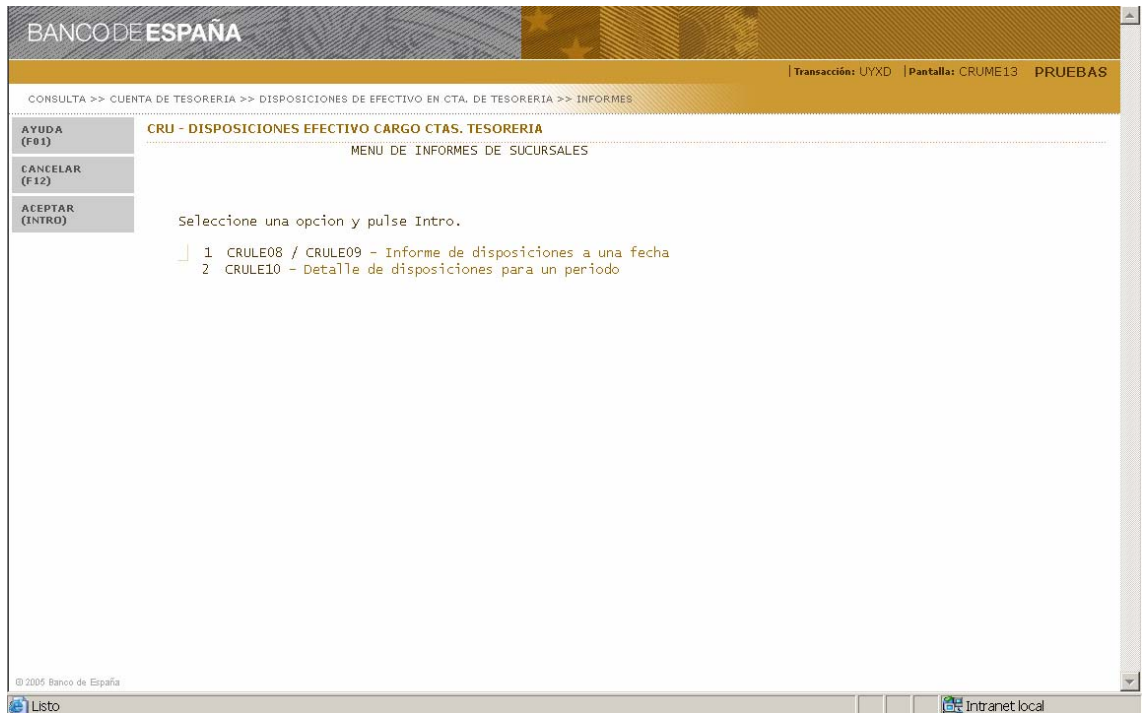 BANCODEESPAÑA
|Transacción: UYXD |Pantalla: CRUME13 PRUEBAS
CONSULTA >> CUENTA DE TESORERIA >> DISPOSICIONES DE EFECTIVO EN CTA. DE TESORERIA >> INFORMES
AYUDA
(F01)
CRU - DISPOSICIONES EFECTIVO CARGO CTAS. TESORERIA
MENU DE INFORMES DE SUCURSALES
CANCELAR
(F12)
ACEPTAR
(INTRO)
Seleccione una opcion y pulse Intro.
1 CRULE08 / CRULE09 - Informe de disposiciones a una fecha
2 CRULE10 - Detalle de disposiciones para un periodo
© 2005 Banco de España
Listo
Intranet local